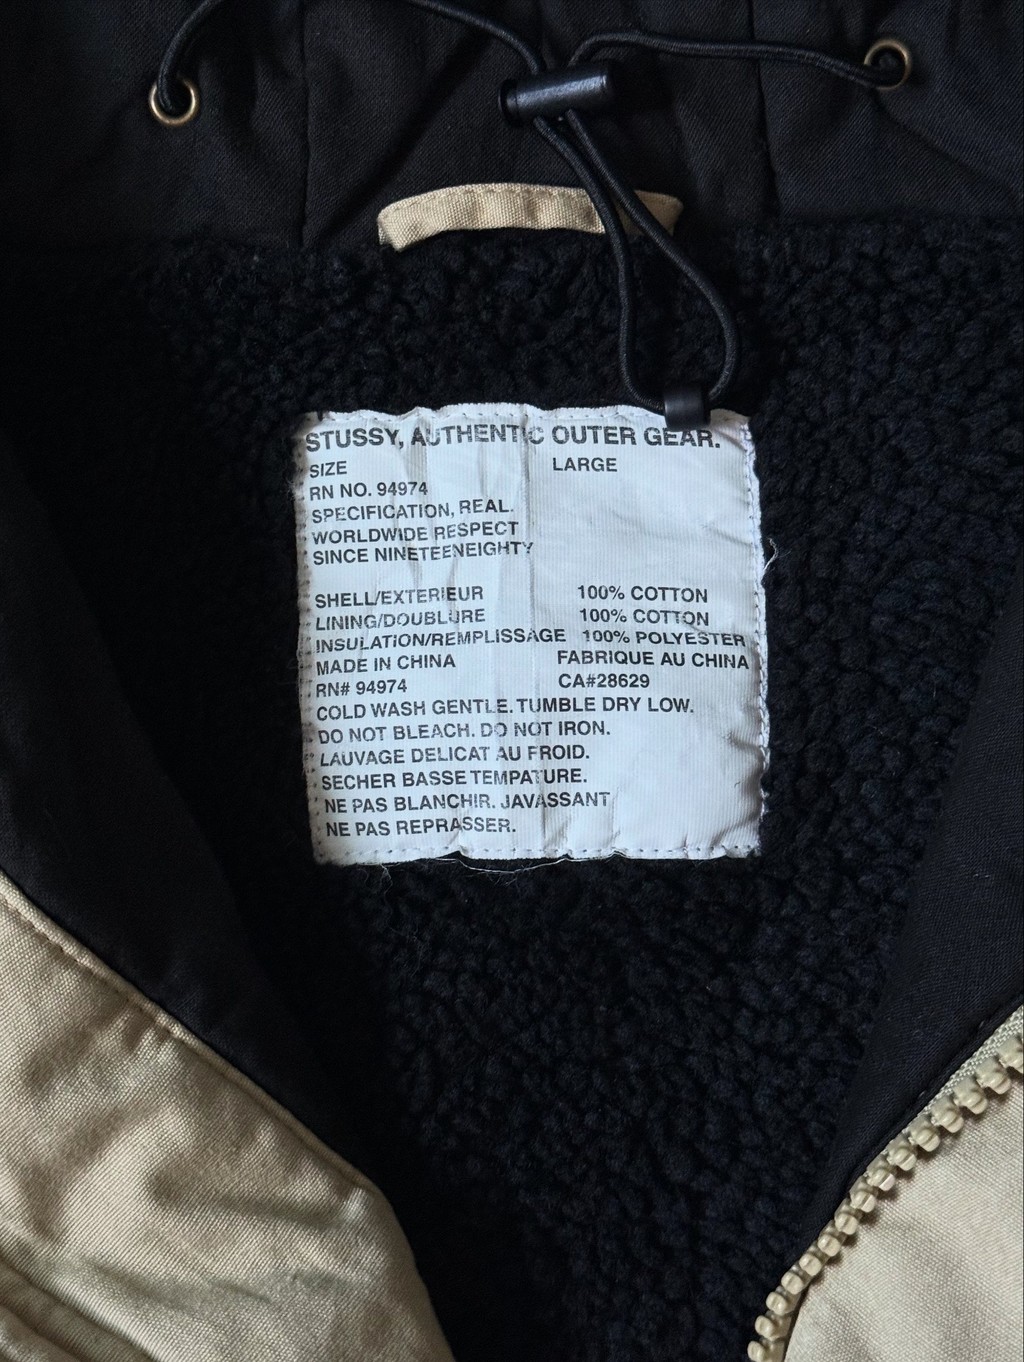 STUSSY, AUTHENTIC OUTER GEAR.
SIZE LARGE
RN NO. 94974
SPECIFICATION, REAL.
WORLDWIDE RESPECT
SINCE NINETEENEIGHTY
SHELL/EXTERIEUR 100% COTTON
LINING/DOUBLURE 100% COTTON
INSULATION/REMPLISSAGE 100% POLYESTER
MADE IN CHINA FABRIQUE AU CHINA
RN# 94974 CA#28629
COLD WASH GENTLE. TUMBLE DRY LOW.
DO NOT BLEACH. DO NOT IRON.
LAUVAGE DELICAT AU FROID.
SECHER BASSE TEMPATURE.
NE PAS BLANCHIR. JAVASSANT
NE PAS REPRASSER.